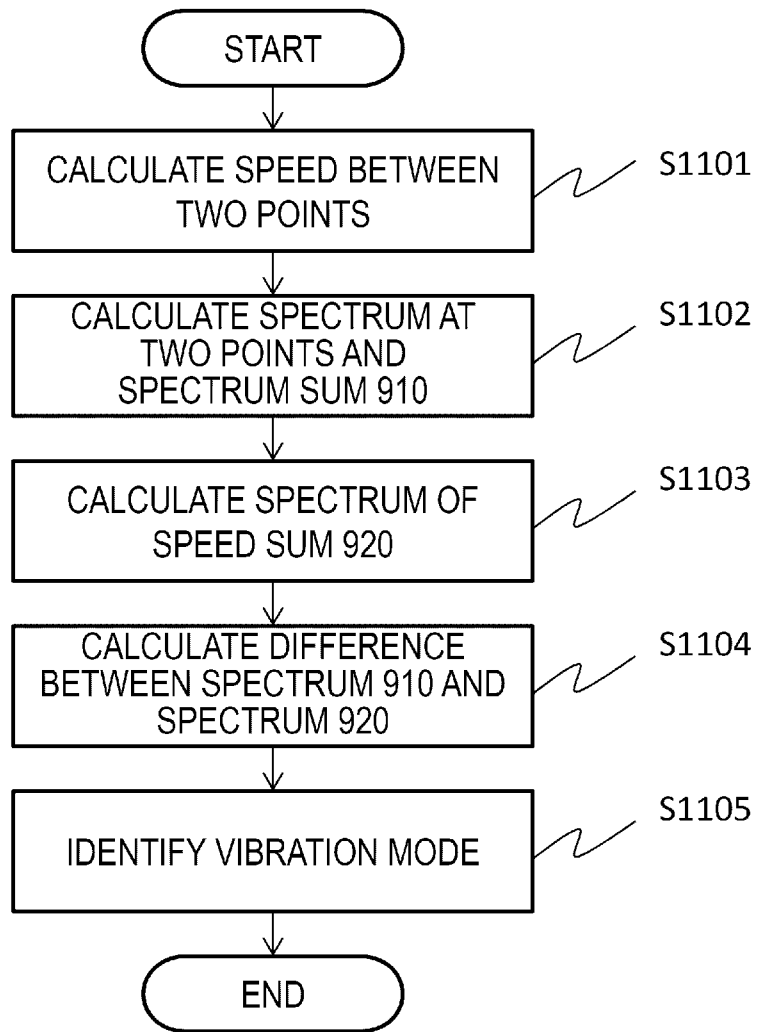 START
CALCULATE SPEED BETWEEN
TWO POINTS
S1101
CALCULATE SPECTRUM AT
TWO POINTS AND
SPECTRUM SUM 910
S1102
CALCULATE SPECTRUM OF
SPEED SUM 920
S1103
CALCULATE DIFFERENCE
BETWEEN SPECTRUM 910 AND
SPECTRUM 920
S1104
IDENTIFY VIBRATION MODE
S1105
END